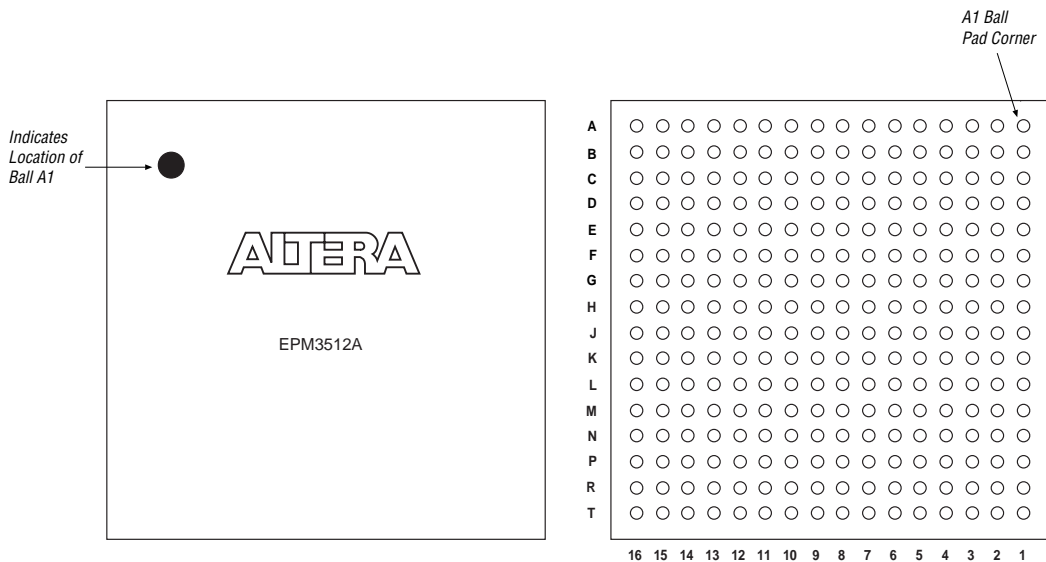 A1 Ball
Pad Corner
Indicates
Location of
Ball A1
ALTERA
EPM3512A
A
B
C
D
E
F
G
H
J
K
L
M
N
P
R
T
16 15 14 13 12 11 10 9 8 7 6 5 4 3 2 1